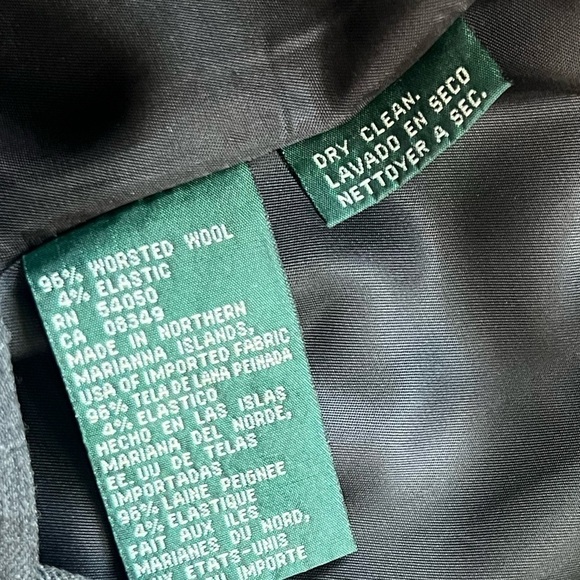 DRY CLEAN.
LAVADO EN SECO
NETTOYER A SEC.
96% WORSTED WOOL
4% ELASTIC
RN 54050
CA 06349
MADE IN NORTHERN
MARIANNA ISLANDS,
USA OF IMPORTED FABRIC
96% TELA DE LANA PEINADA
4% ELASTICO
HECHO EN LAS ISLAS
MARIANA DEL NORDE,
EE.UU DE TELAS
IMPORTADAS
96% LAINE PEIGNEE
4% ELASTIQUE
FAIT AUX ILES
MARIANES DU NORD,
AUX ETATS-UNIS
DU IMPORTE